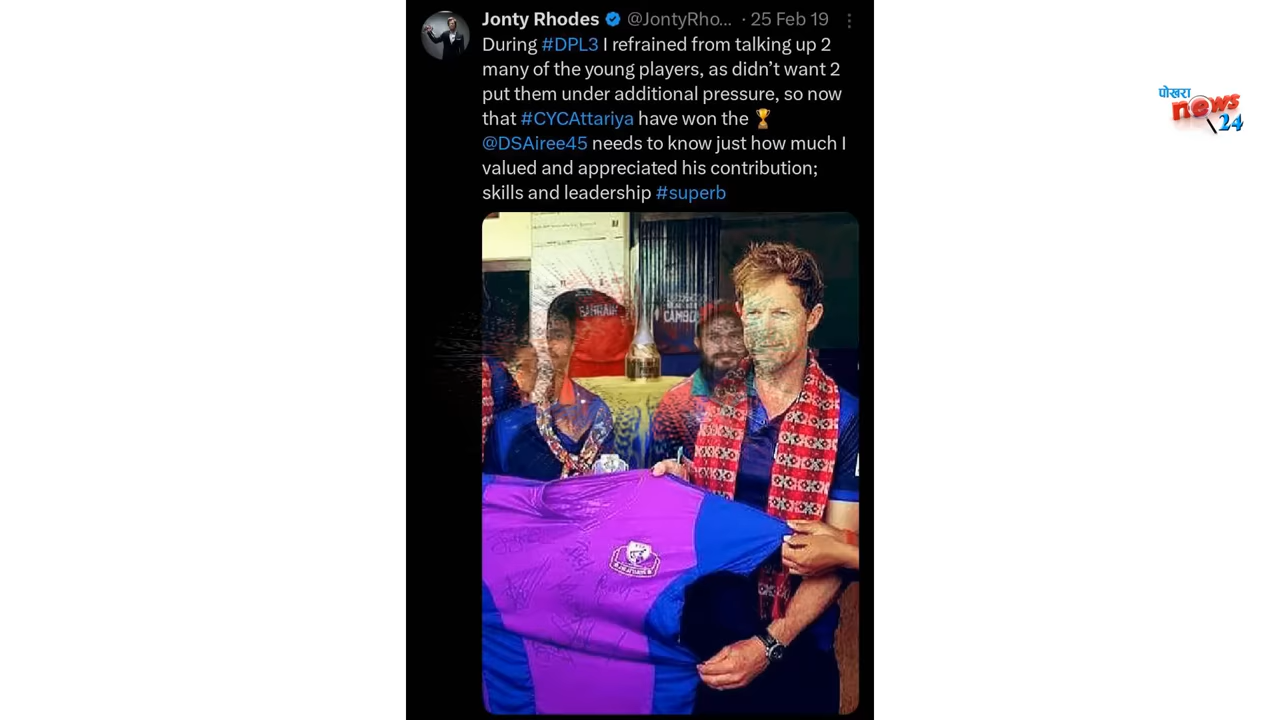 Jonty Rhodes @JontyRho... · 25 Feb 19
During #DPL3 I refrained from talking up 2
many of the young players, as didn't want 2
put them under additional pressure, so now
that #CYCAttariya have won the 🏆
@DSAiree45 needs to know just how much I
valued and appreciated his contribution;
skills and leadership #superb
पोखरा
news
24
BAHRAIN
CAMBO